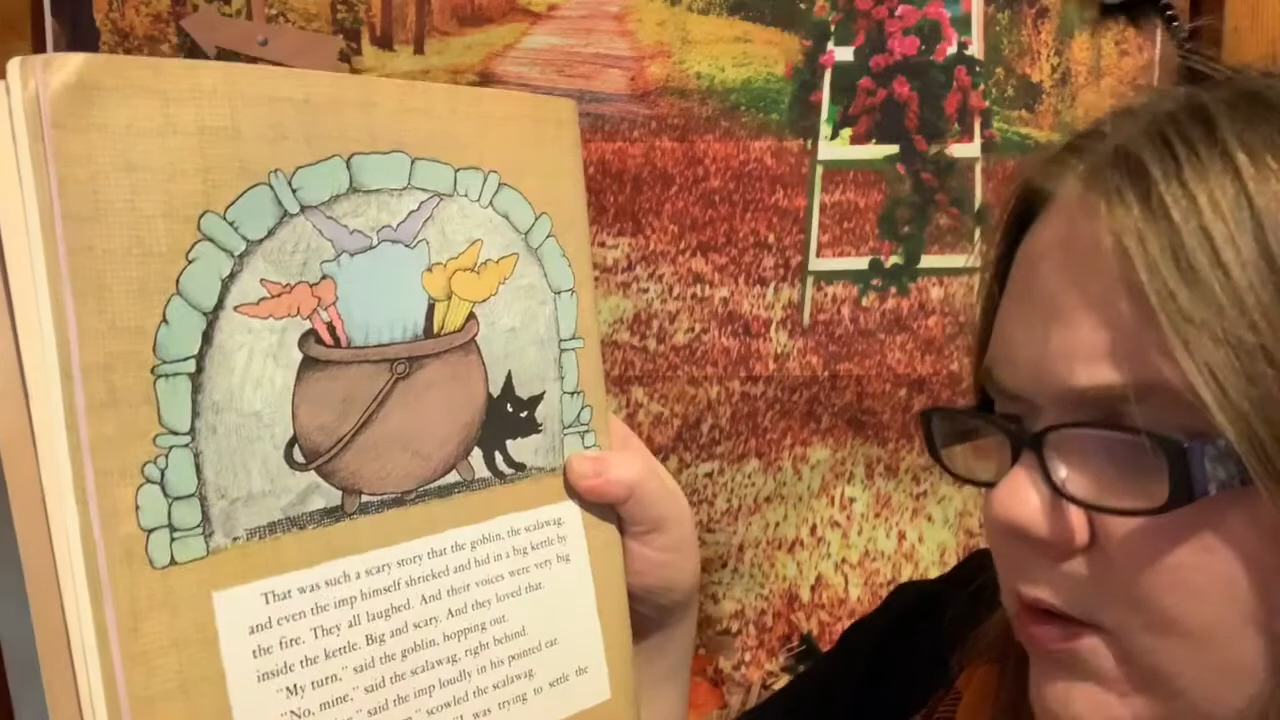 That was such a scary story that the goblin, the scalawag,
and even the imp himself shrieked and hid in a big kettle by
the fire. They all laughed. And their voices were very big
inside the kettle. Big and scary. And they loved that.
"My turn," said the goblin, hopping out.
"No, mine," said the scalawag, right behind.
," said the imp loudly in his pointed ear.
," scowled the scalawag.
"I was trying to settle the